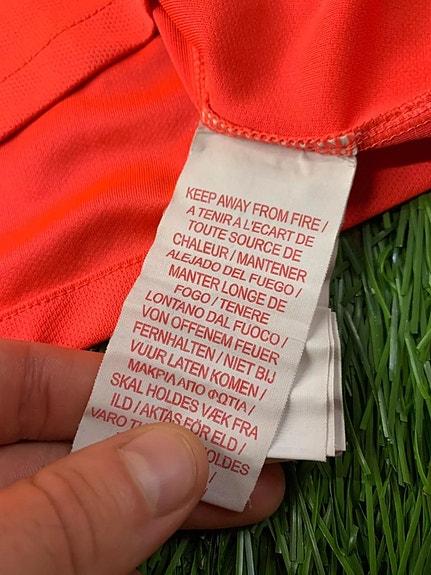 KEEP AWAY FROM FIRE /
A TENIR A L'ECART DE
TOUTE SOURCE DE
CHALEUR / MANTENER
ALEJADO DEL FUEGO /
MANTER LONGE DE
FOGO / TENERE
LONTANO DAL FUOCO /
VON OFFENEM FEUER
FERNHALTEN / NIET BIJ
VUUR LATEN KOMEN /
ΜΑΚΡΙΑ ΑΠΟ ΦΩΤΙΑ /
SKAL HOLDES VÆK FRA
ILD / AKTAS FÖR ELD /
VARO
/